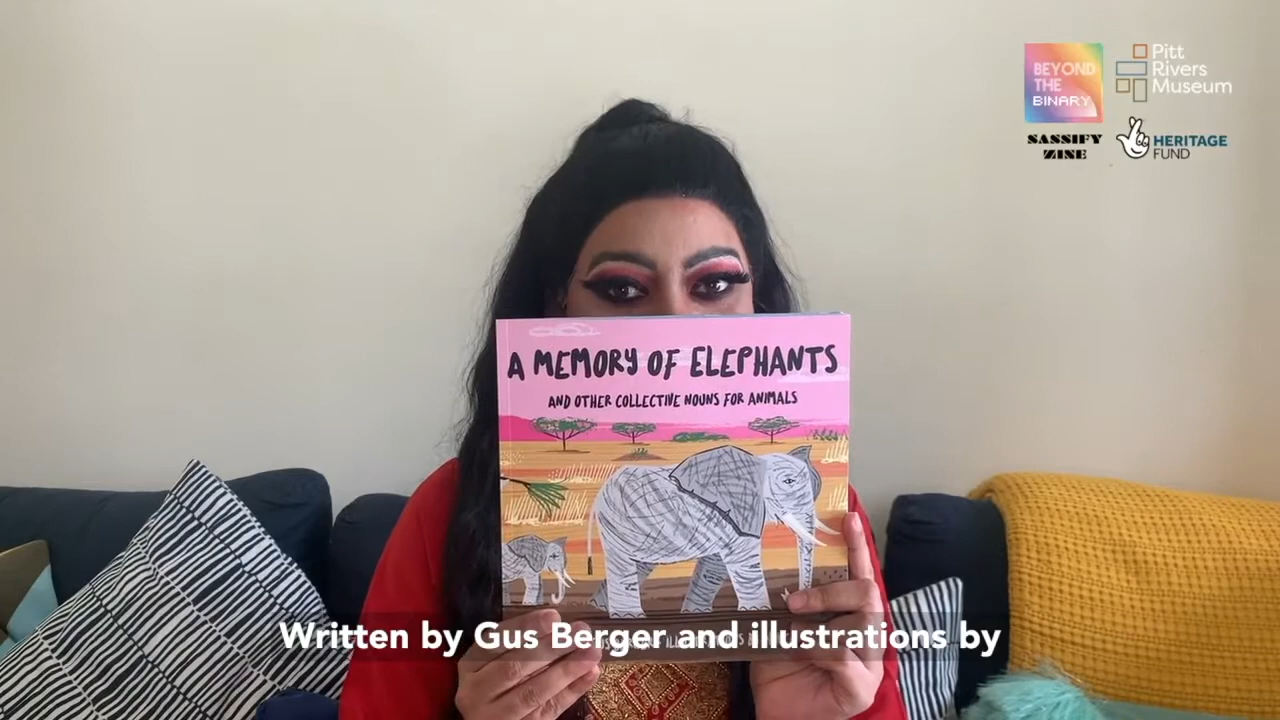 BEYOND
THE
BINARY
Pitt
Rivers
Museum
SASSIFY
ZINE
HERITAGE
FUND
A MEMORY OF ELEPHANTS
AND OTHER COLLECTIVE NOUNS FOR ANIMALS
Written by Gus Berger and illustrations by